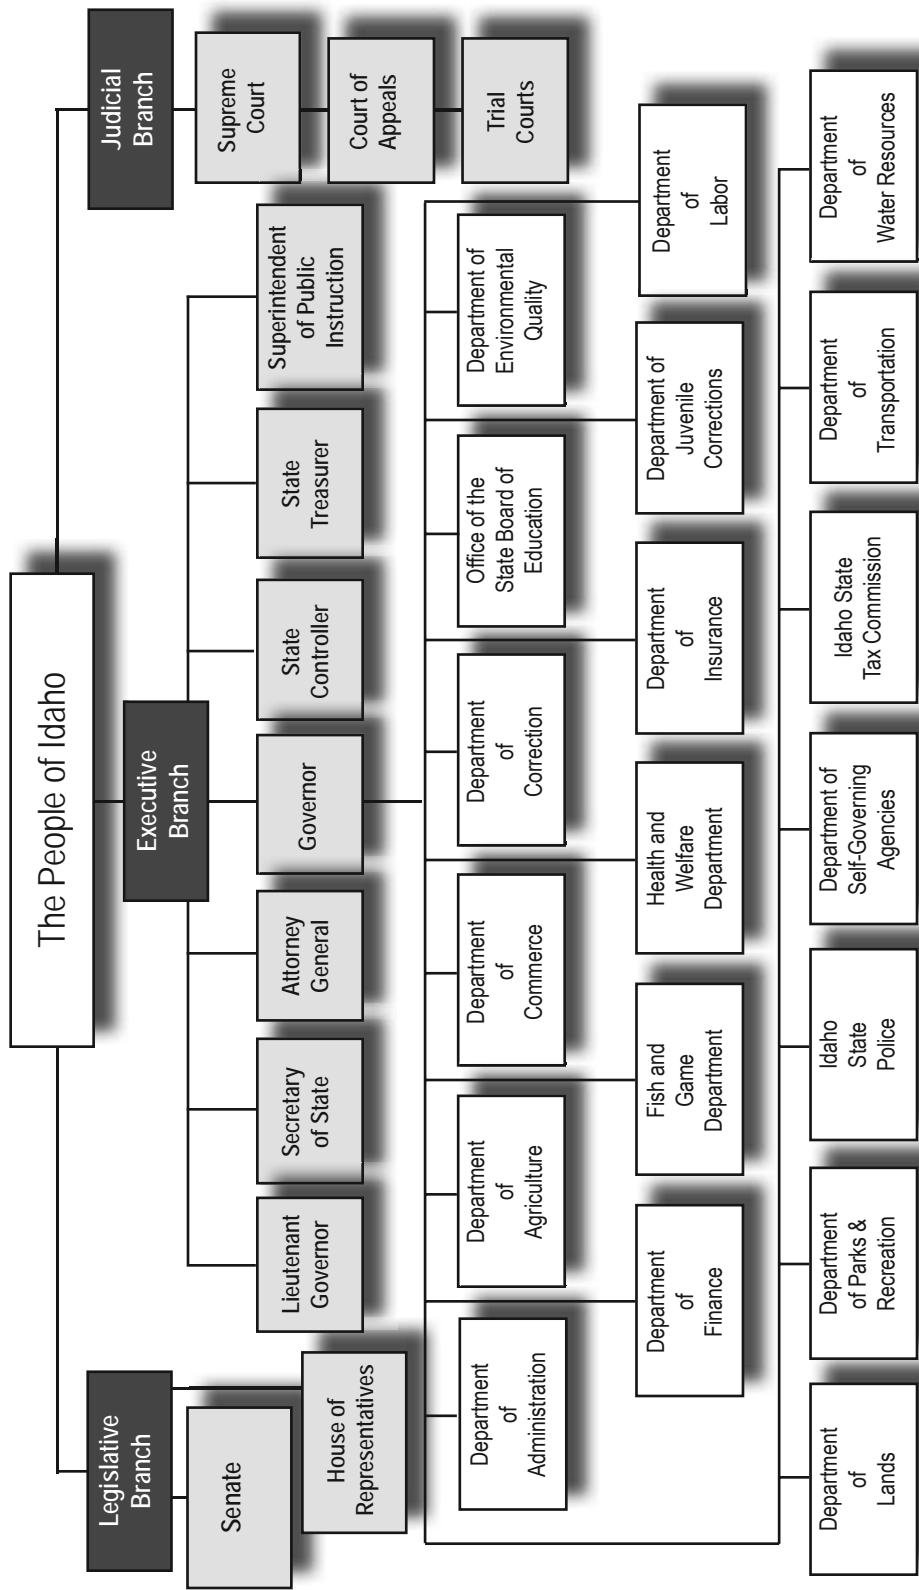 The People of Idaho
Legislative
Branch
Executive
Branch
Judicial
Branch
Senate
House of
Representatives
Lieutenant
Governor
Secretary
of State
Attorney
General
Governor
State
Controller
State
Treasurer
Superintendent
of Public
Instruction
Supreme
Court
Court of
Appeals
Trial
Courts
Department
of
Administration
Department
of
Agriculture
Department
of
Commerce
Department
of
Correction
Office of the
State Board of
Education
Department of
Environmental
Quality
Department
of
Finance
Fish and
Game
Department
Health and
Welfare
Department
Department
of
Insurance
Department of
Juvenile
Corrections
Department
of
Labor
Department
of
Lands
Department
of Parks &
Recreation
Idaho
State
Police
Department of
Self-Governing
Agencies
Idaho State
Tax Commission
Department
of
Transportation
Department
of
Water Resources